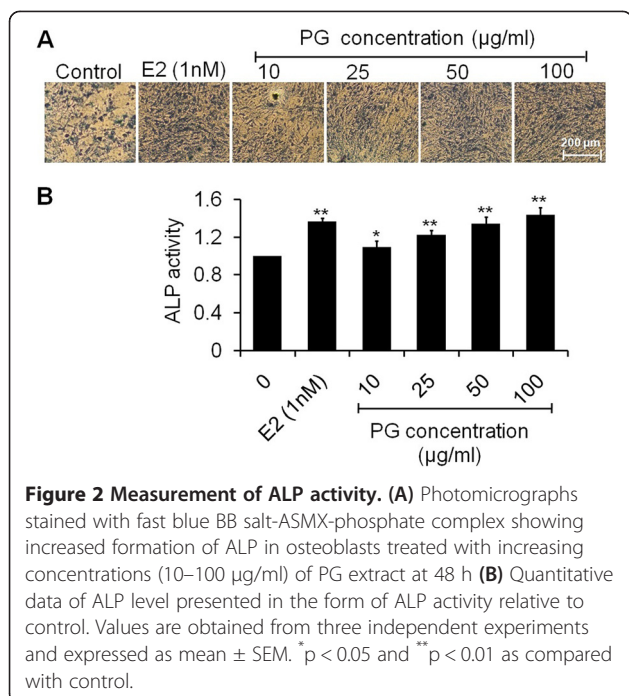 A
PG concentration (µg/ml)
Control E2 (1nM) 10 25 50 100
200 µm
B
ALP activity
1.6
1.2
0.8
0.4
0
** * ** ** **
0 E2 (1nM) 10 25 50 100
PG concentration
(µg/ml)
Figure 2 Measurement of ALP activity. (A) Photomicrographs
stained with fast blue BB salt-ASMX-phosphate complex showing
increased formation of ALP in osteoblasts treated with increasing
concentrations (10–100 µg/ml) of PG extract at 48 h (B) Quantitative
data of ALP level presented in the form of ALP activity relative to
control. Values are obtained from three independent experiments
and expressed as mean ± SEM. *p < 0.05 and **p < 0.01 as compared
with control.